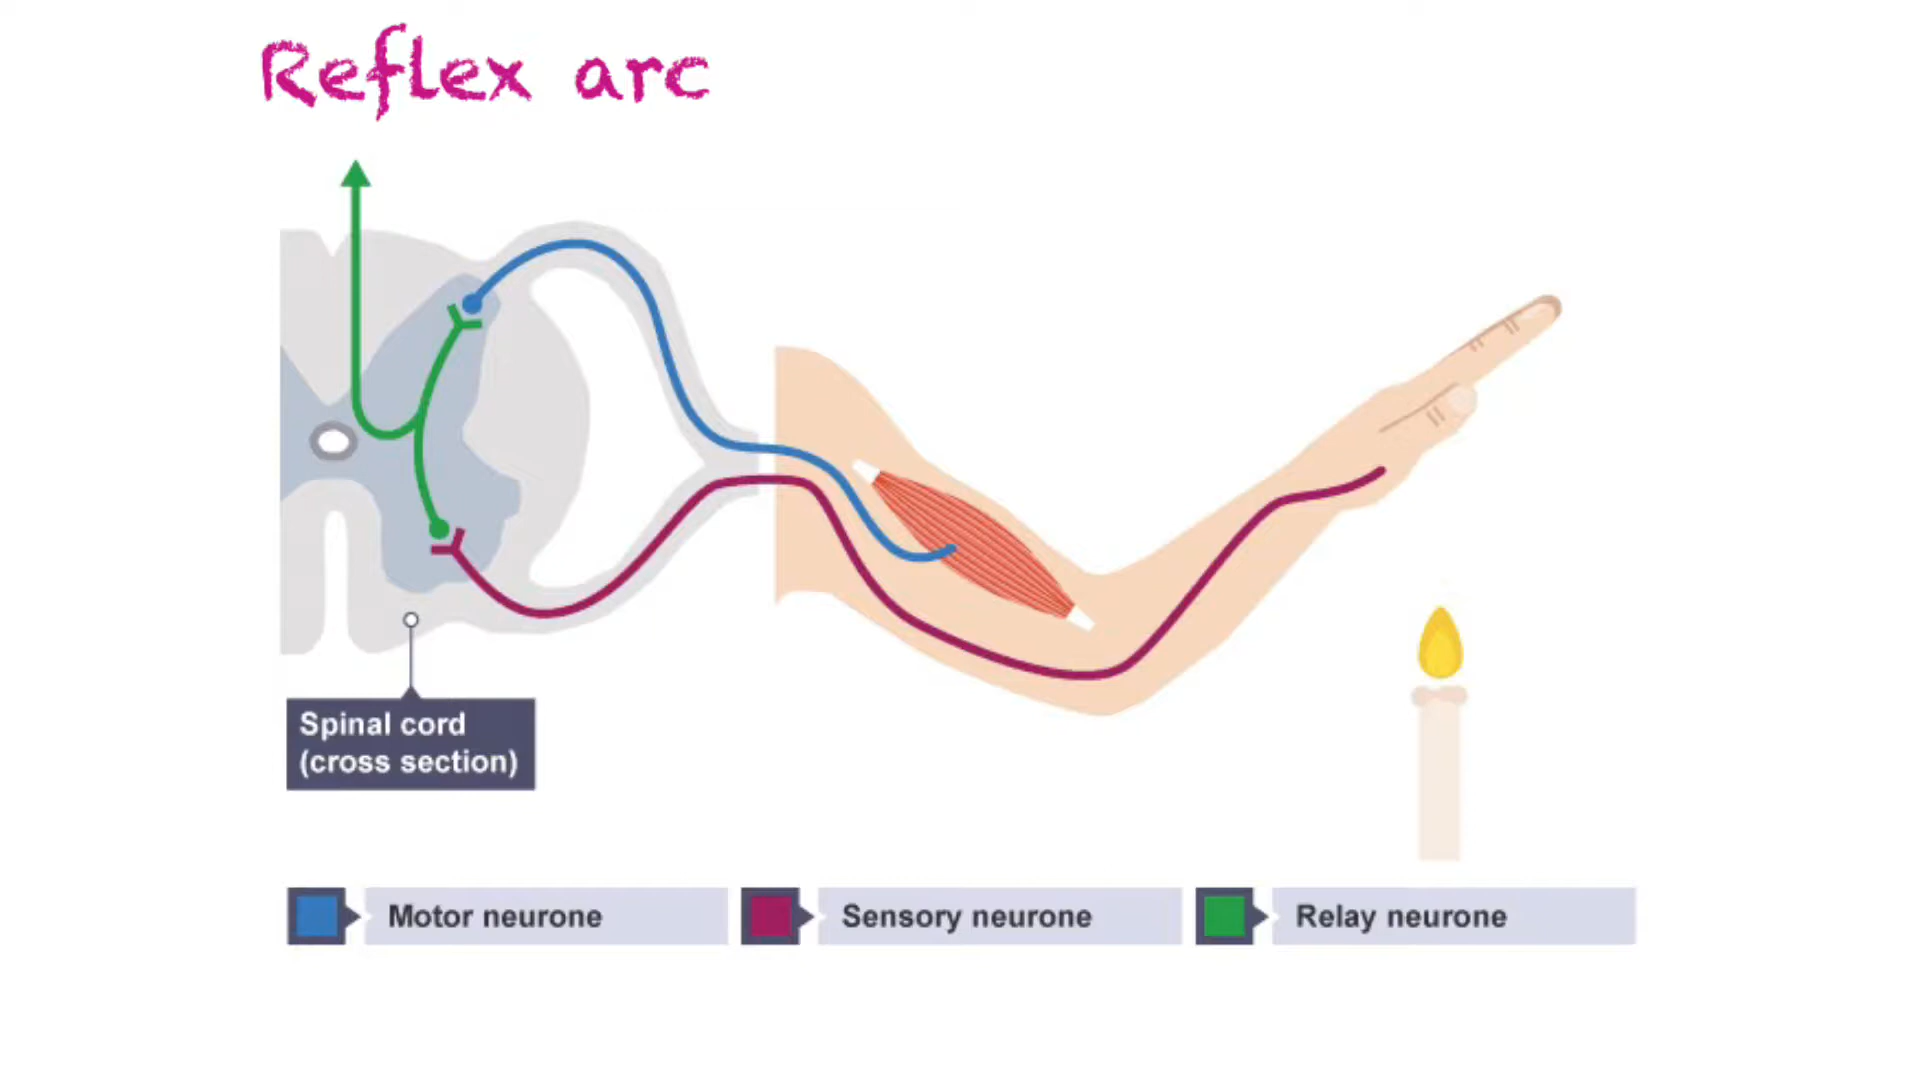 Reflex arc
Spinal cord
(cross section)
Motor neurone
Sensory neurone
Relay neurone